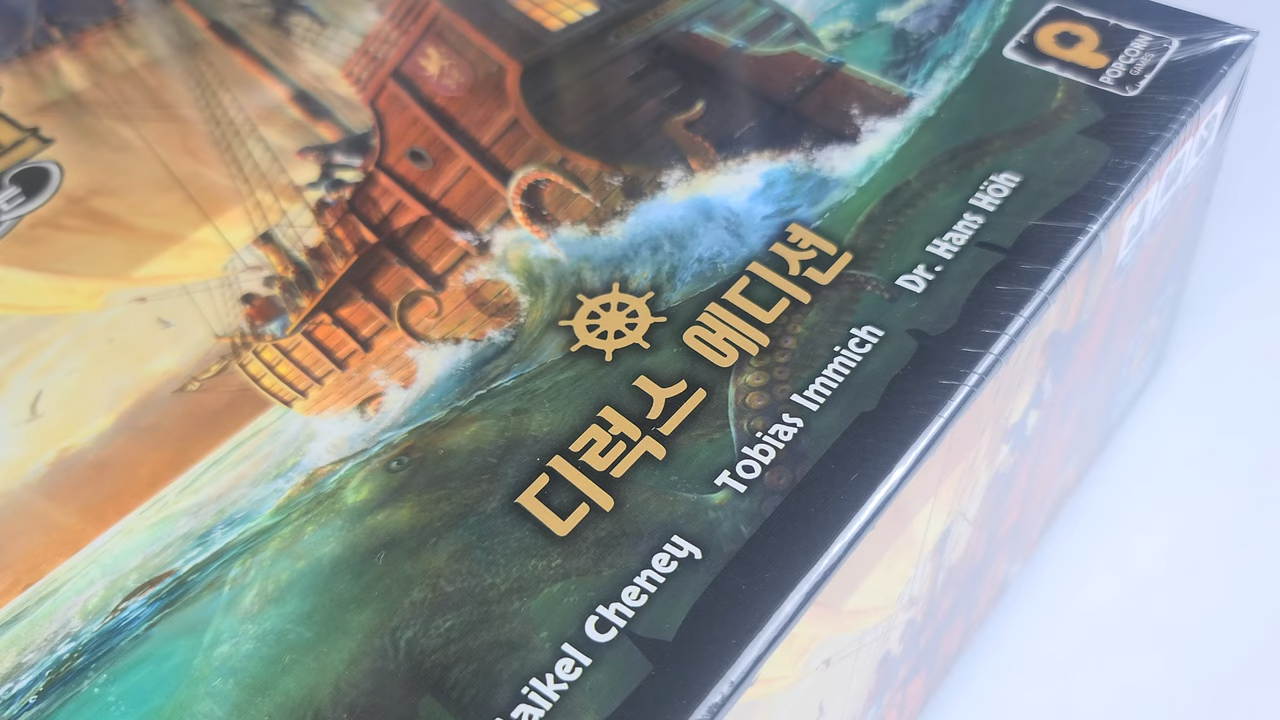 POPCORN
GAMES
디럭스 에디션
aikel Cheney
Tobias Immich
Dr. Hans Höh